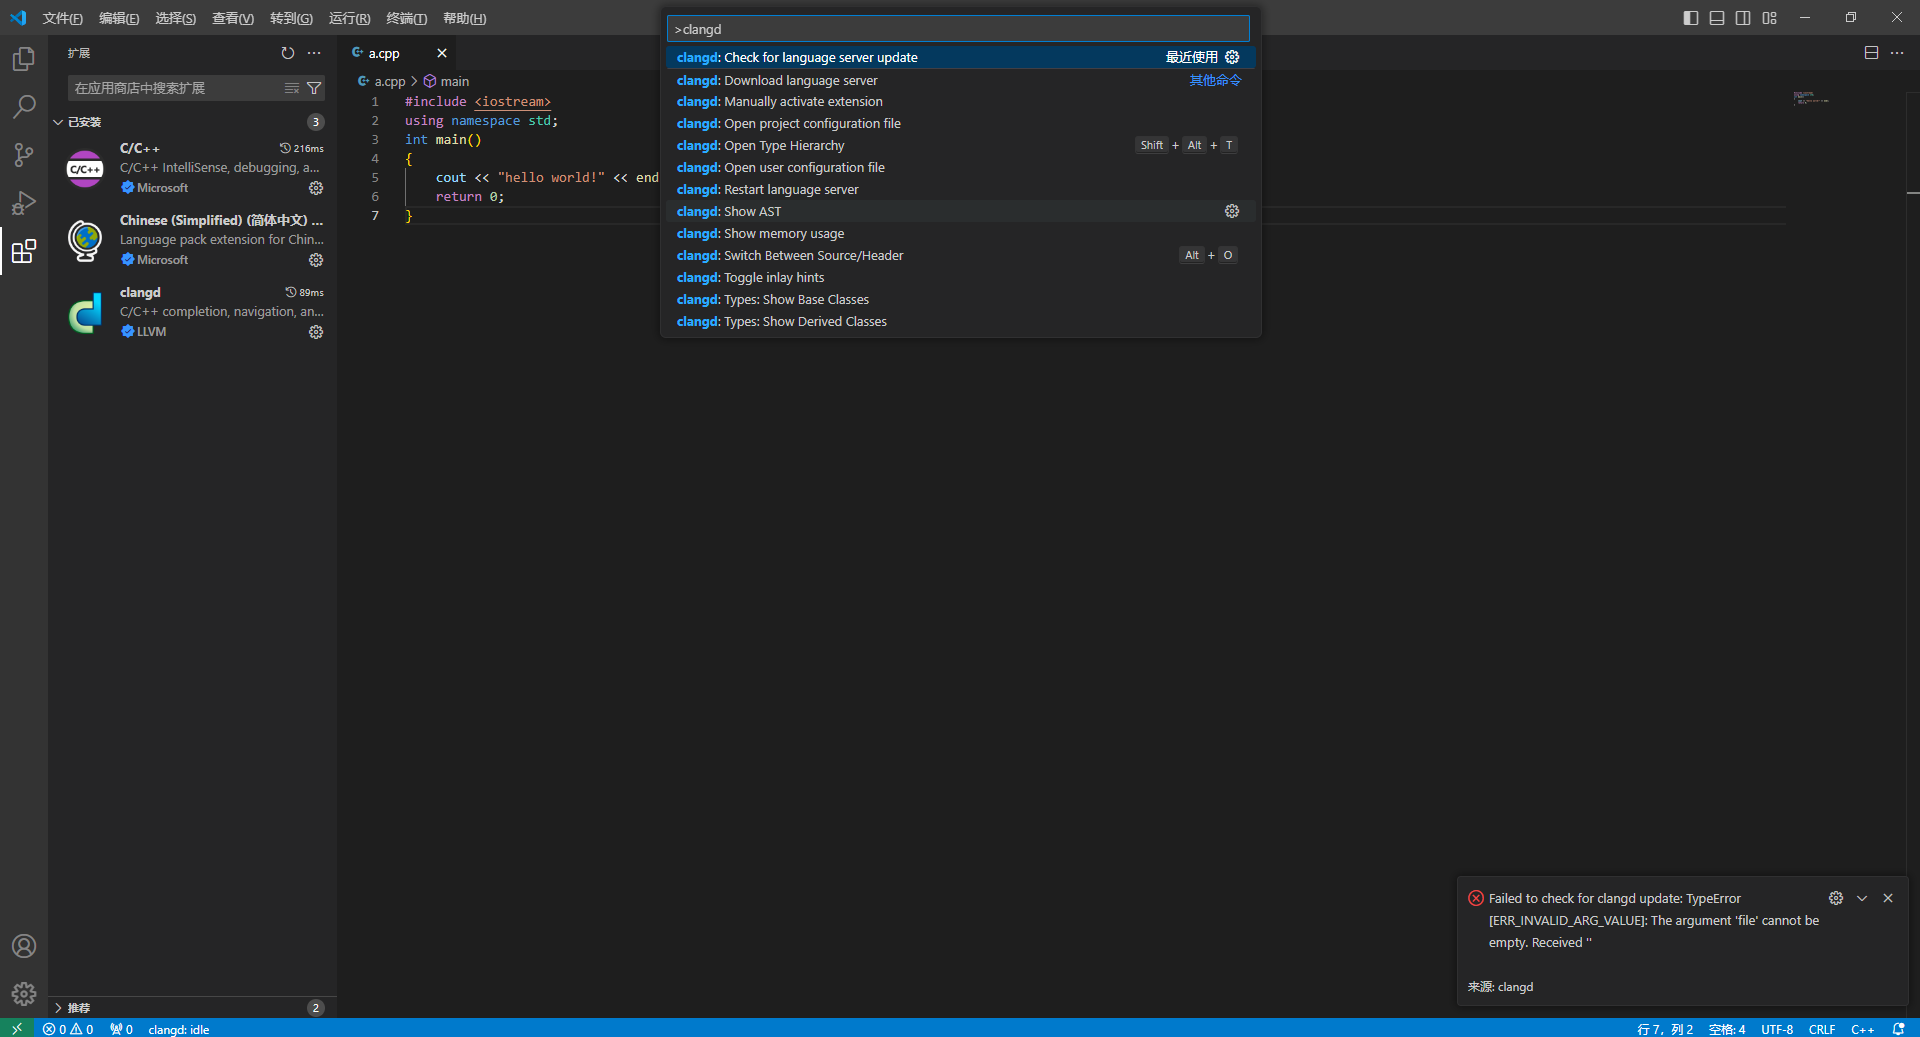 文件(F) 编辑(E) 选择(S) 查看(V) 转到(G) 运行(R) 终端(T) 帮助(H)
>clangd
clangd: Check for language server update 最近使用
clangd: Download language server 其他命令
clangd: Manually activate extension
clangd: Open project configuration file
clangd: Open Type Hierarchy Shift + Alt + T
clangd: Open user configuration file
clangd: Restart language server
clangd: Show AST
clangd: Show memory usage
clangd: Switch Between Source/Header Alt + O
clangd: Toggle inlay hints
clangd: Types: Show Base Classes
clangd: Types: Show Derived Classes
扩展
在应用商店中搜索扩展
已安装 3
C/C++ 216ms
C/C++
C/C++ IntelliSense, debugging, a...
Microsoft
Chinese (Simplified) (简体中文) ...
Language pack extension for Chin...
Microsoft
clangd 89ms
C/C++ completion, navigation, an...
LLVM
推荐 2
a.cpp
a.cpp > main
1 #include <iostream>
2 using namespace std;
3 int main()
4 {
5 cout << "hello world!" << end
6 return 0;
7 }
Failed to check for clangd update: TypeError
[ERR_INVALID_ARG_VALUE]: The argument 'file' cannot be
empty. Received ''
来源: clangd
0 0 0 clangd: idle 行 7，列 2 空格: 4 UTF-8 CRLF C++